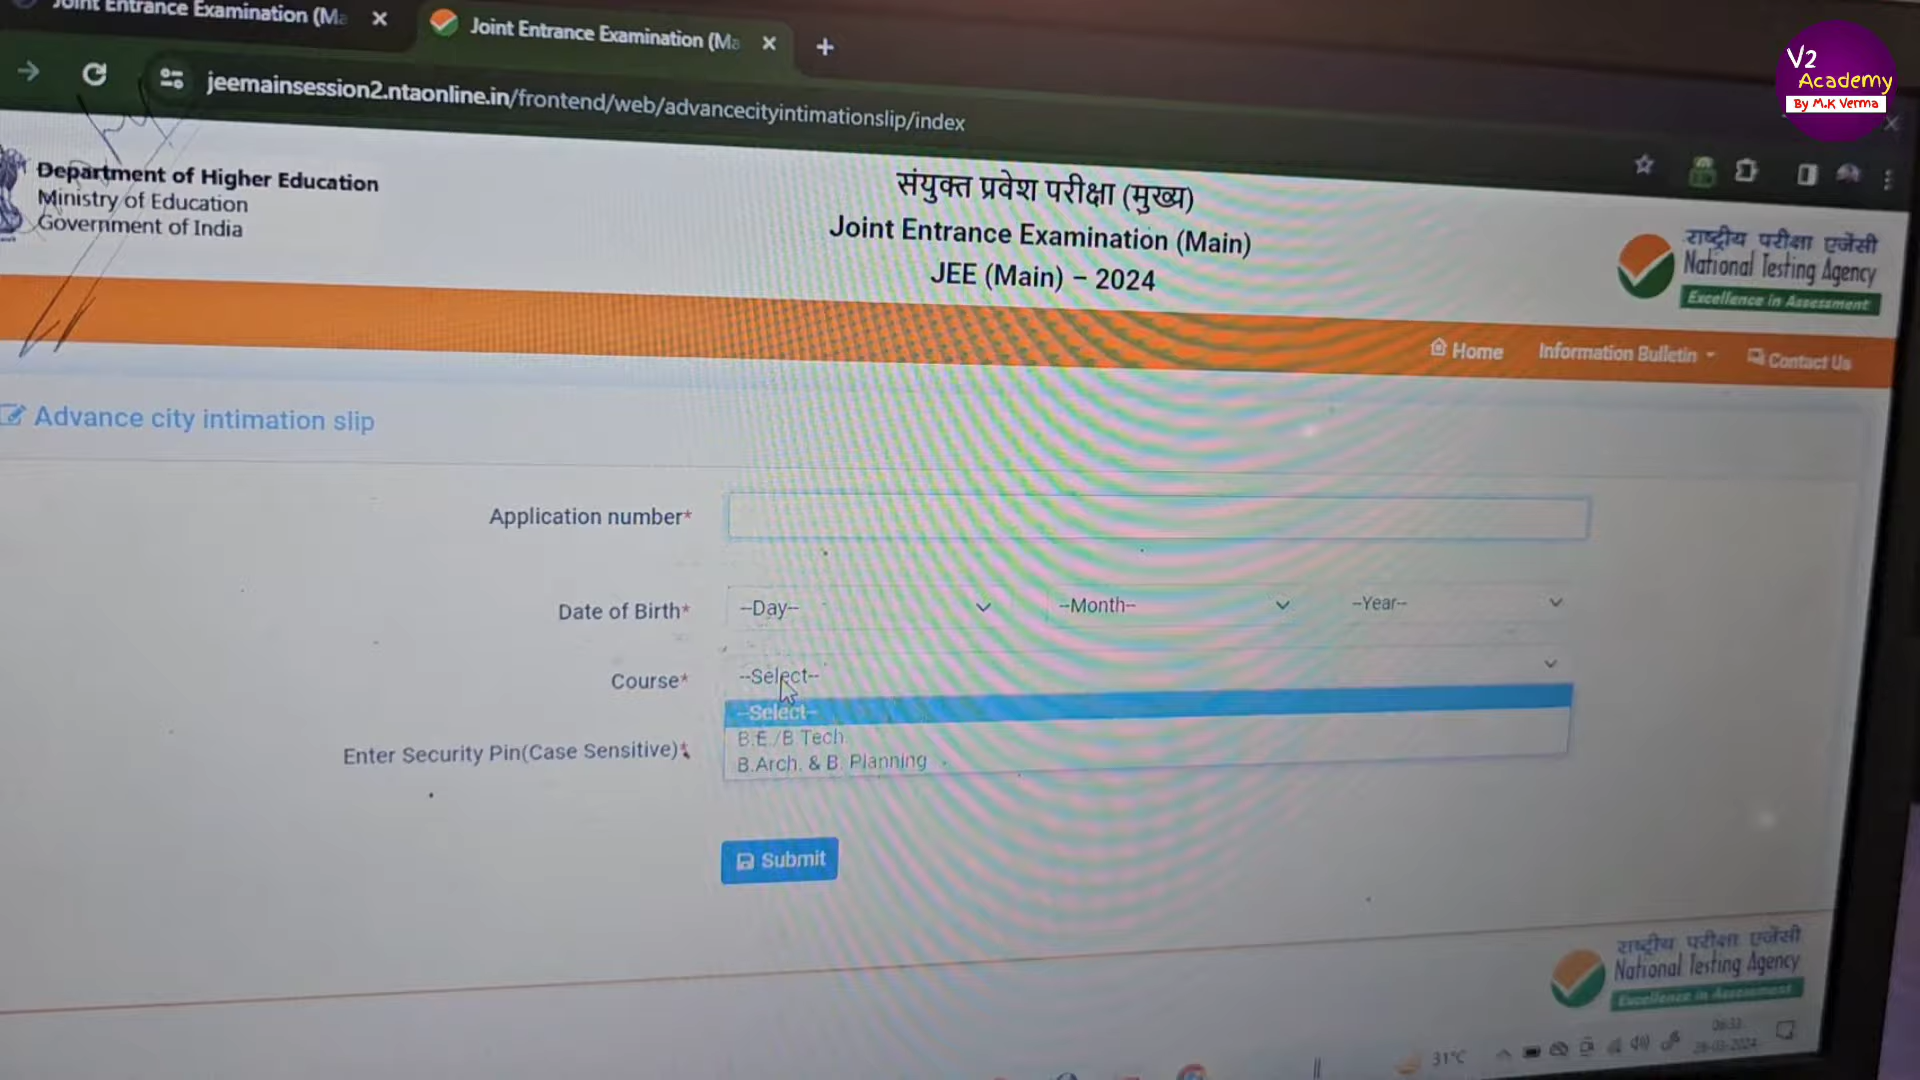 Joint Entrance Examination (Ma
Joint Entrance Examination (Ma
jeemainsession2.ntaonline.in/frontend/web/advancecityintimationslip/index
V2
Academy
By M.K Verma
Department of Higher Education
Ministry of Education
Government of India
संयुक्त प्रवेश परीक्षा (मुख्य)
Joint Entrance Examination (Main)
JEE (Main) – 2024
राष्ट्रीय परीक्षा एजेंसी
National Testing Agency
Excellence in Assessment
Home
Information Bulletin
Contact Us
Advance city intimation slip
Application number*
Date of Birth*
--Day--
--Month--
--Year--
Course*
--Select--
--Select--
B.E./B.Tech.
B.Arch. & B. Planning
Enter Security Pin(Case Sensitive)*
Submit
राष्ट्रीय परीक्षा एजेंसी
National Testing Agency
Excellence in Assessment
31°C